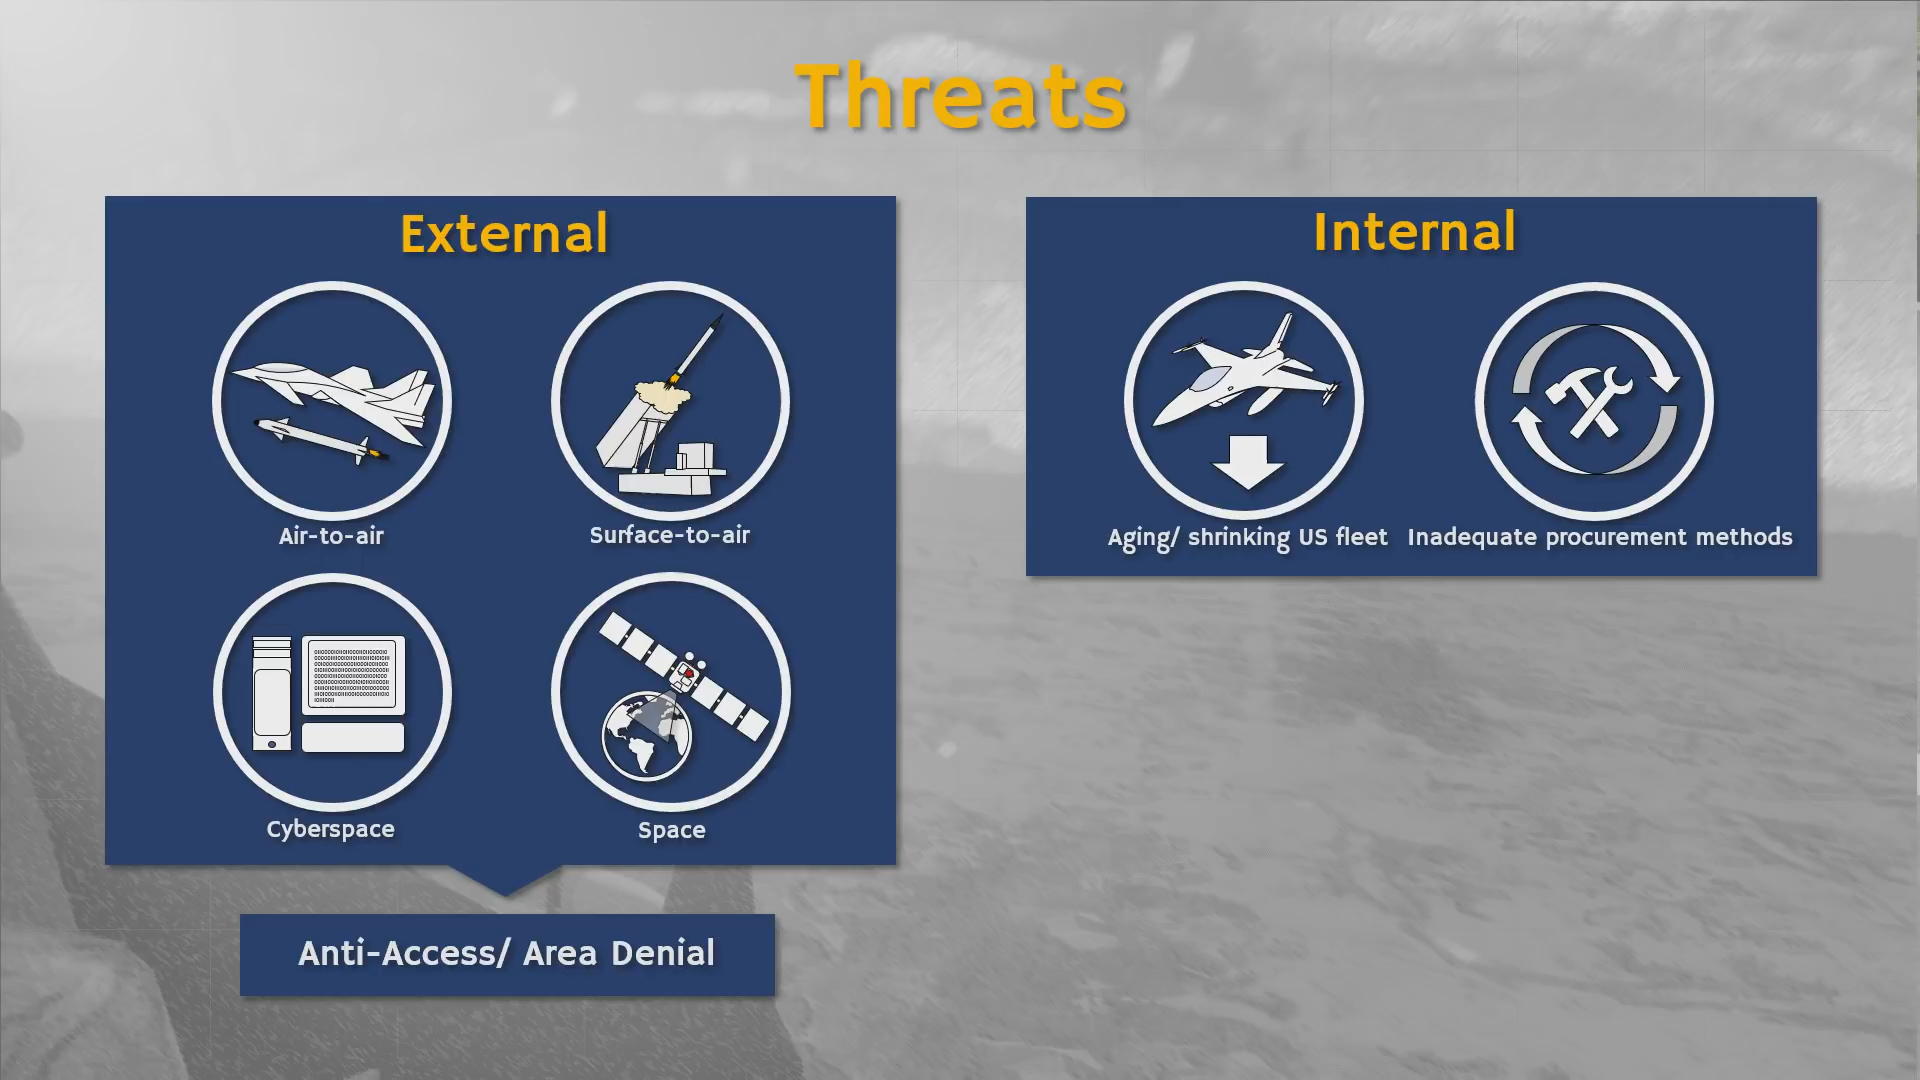 Threats
External
Air-to-air
Surface-to-air
Cyberspace
Space
Anti-Access/ Area Denial
Internal
Aging/ shrinking US fleet
Inadequate procurement methods